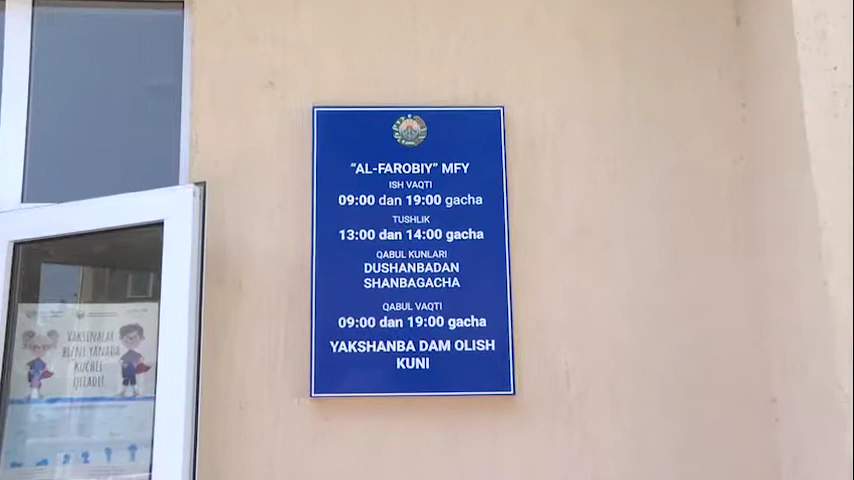 "AL-FAROBIY" MFY
ISH VAQTI
09:00 dan 19:00 gacha
TUSHLIK
13:00 dan 14:00 gacha
QABUL KUNLARI
DUSHANBADAN
SHANBAGACHA
QABUL VAQTI
09:00 dan 19:00 gacha
YAKSHANBA DAM OLISH
KUNI
VAKSINALAR
BIZNI YANADA
KUCHLI
QILADI!